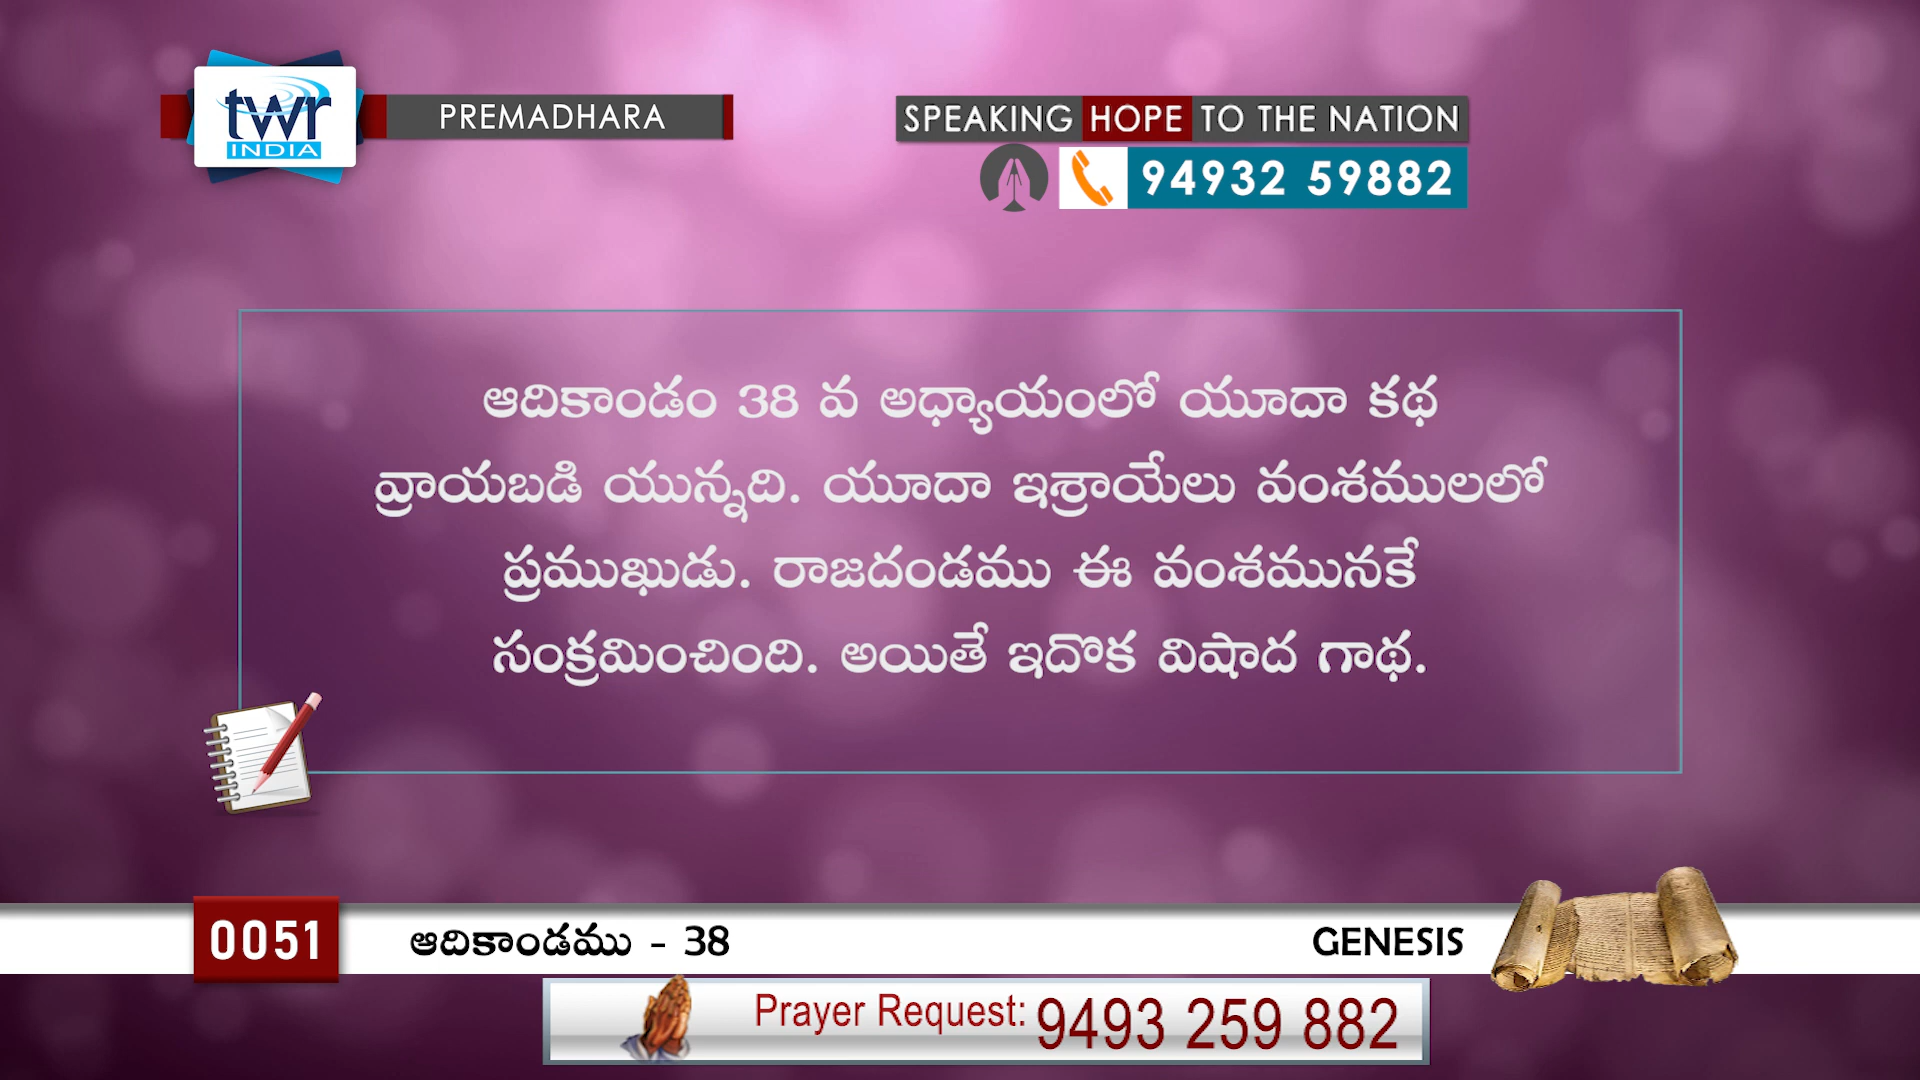 twr
INDIA
PREMADHARA
SPEAKING HOPE TO THE NATION
94932 59882
ఆదికాండం 38 వ అధ్యాయంలో యూదా కథ
వ్రాయబడి యున్నది. యూదా ఇశ్రాయేలు వంశములలో
ప్రముఖుడు. రాజదండము ఈ వంశమునకే
సంక్రమించింది. అయితే ఇదొక విషాద గాథ.
0051
ఆదికాండము - 38
GENESIS
Prayer Request: 9493 259 882